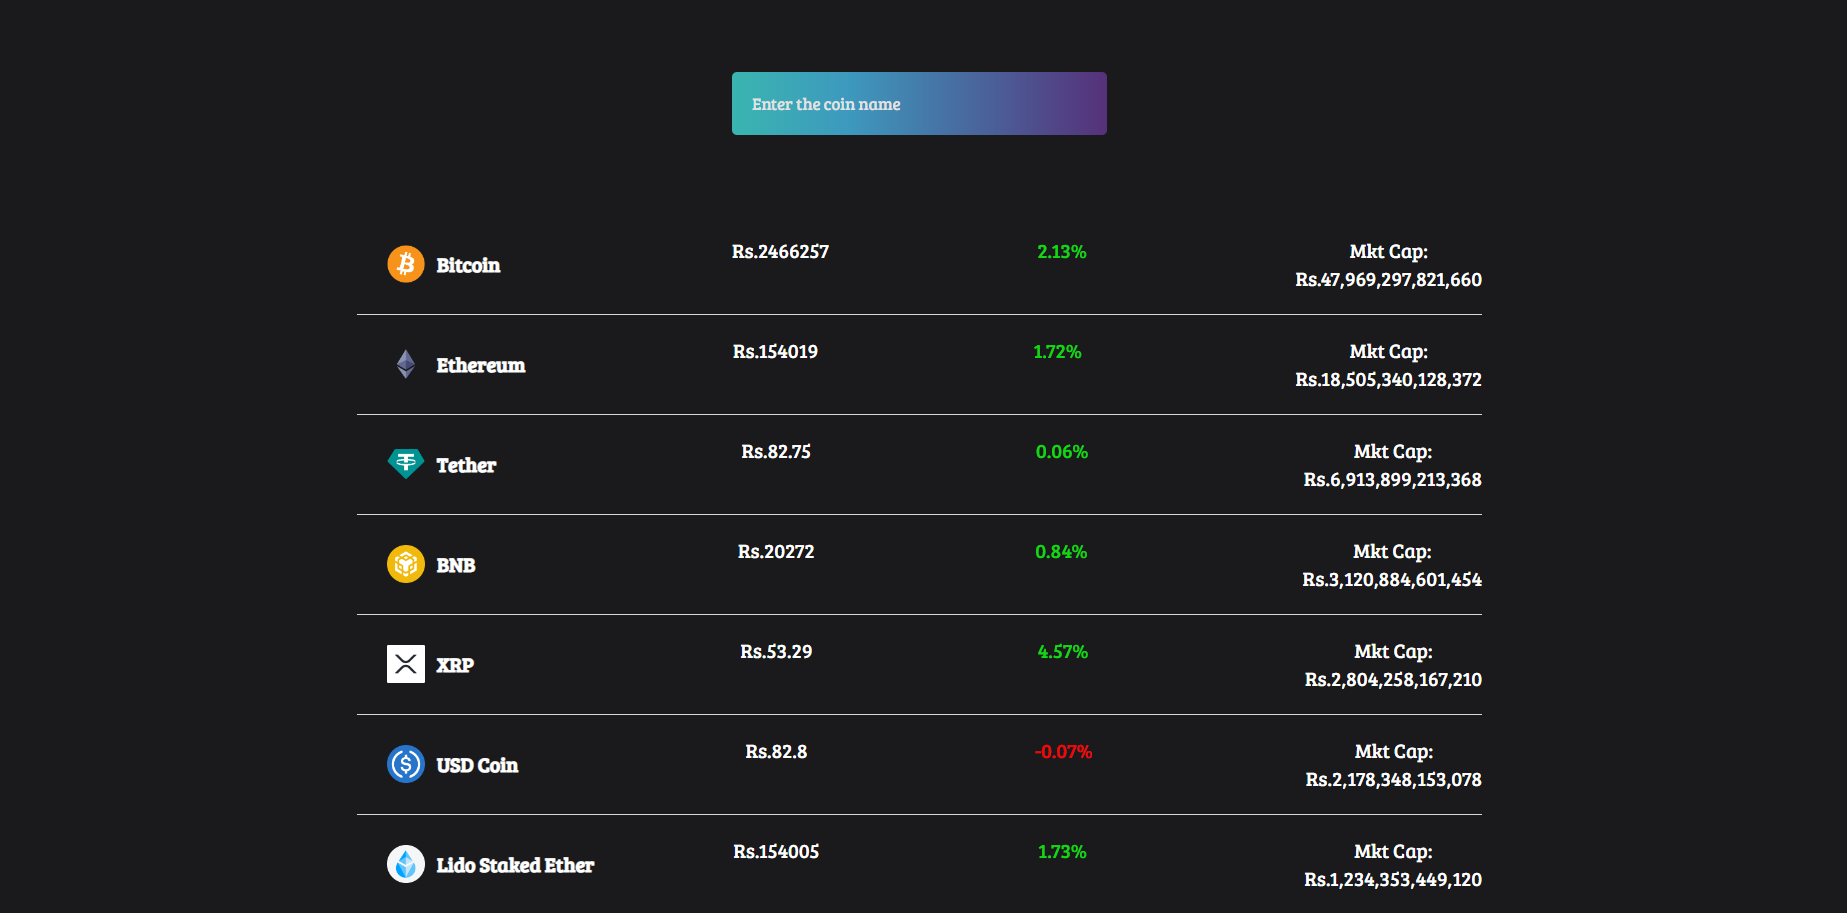 Enter the coin name
Bitcoin Rs.2466257 2.13% Mkt Cap:
Rs.47,969,297,821,660
Ethereum Rs.154019 1.72% Mkt Cap:
Rs.18,505,340,128,372
Tether Rs.82.75 0.06% Mkt Cap:
Rs.6,913,899,213,368
BNB Rs.20272 0.84% Mkt Cap:
Rs.3,120,884,601,454
XRP Rs.53.29 4.57% Mkt Cap:
Rs.2,804,258,167,210
USD Coin Rs.82.8 -0.07% Mkt Cap:
Rs.2,178,348,153,078
Lido Staked Ether Rs.154005 1.73% Mkt Cap:
Rs.1,234,353,449,120